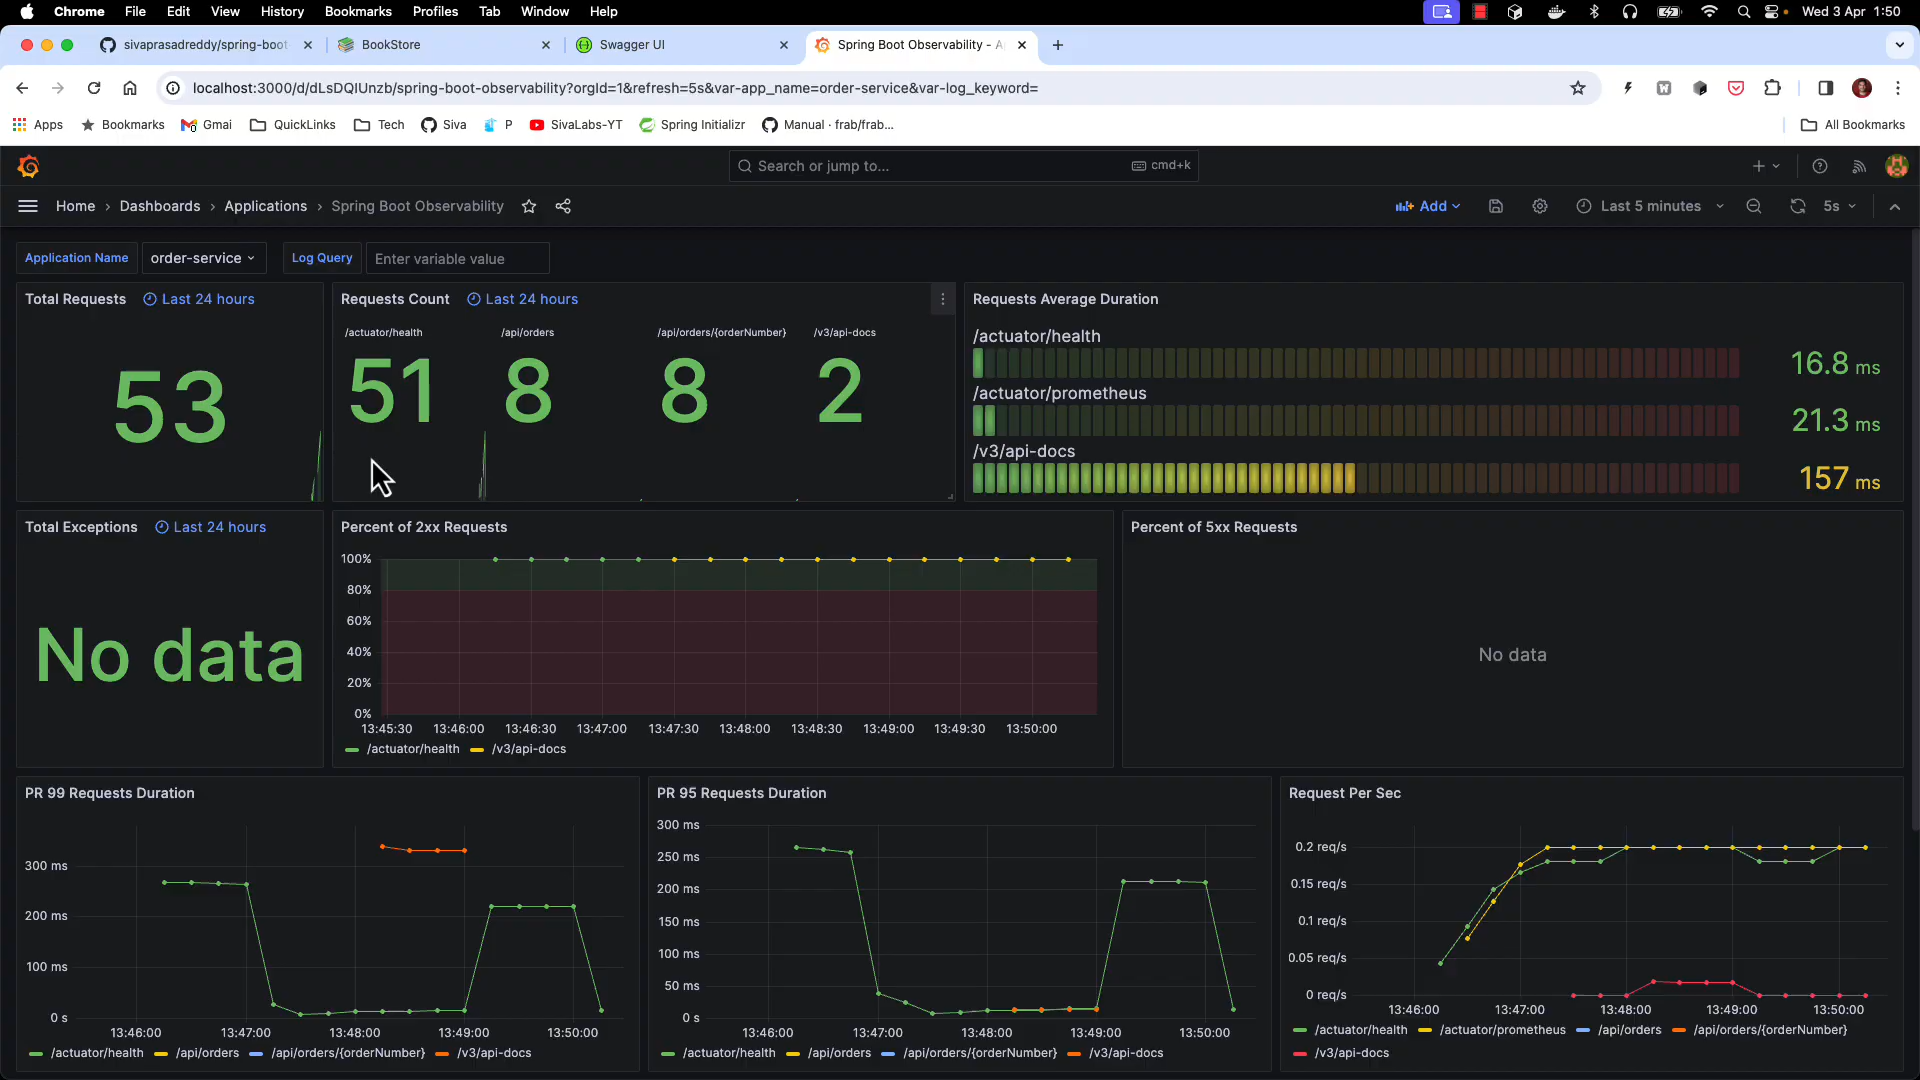 Chrome File Edit View History Bookmarks Profiles Tab Window Help Wed 3 Apr 1:50
sivaprasadreddy/spring-boot BookStore Swagger UI Spring Boot Observability - A
localhost:3000/d/dLsDQIUnzb/spring-boot-observability?orgId=1&refresh=5s&var-app_name=order-service&var-log_keyword=
Apps Bookmarks Gmai QuickLinks Tech Siva P SivaLabs-YT Spring Initializr Manual · frab/frab... All Bookmarks
Search or jump to... cmd+k
Home › Dashboards › Applications › Spring Boot Observability Add Last 5 minutes 5s
Application Name order-service Log Query Enter variable value
Total Requests Last 24 hours
53
Requests Count Last 24 hours
/actuator/health /api/orders /api/orders/{orderNumber} /v3/api-docs
51 8 8 2
Requests Average Duration
/actuator/health
16.8 ms
/actuator/prometheus
21.3 ms
/v3/api-docs
157 ms
Total Exceptions Last 24 hours
No data
Percent of 2xx Requests
100%
80%
60%
40%
20%
0%
13:45:30 13:46:00 13:46:30 13:47:00 13:47:30 13:48:00 13:48:30 13:49:00 13:49:30 13:50:00
/actuator/health /v3/api-docs
Percent of 5xx Requests
No data
PR 99 Requests Duration
300 ms
200 ms
100 ms
0 s
13:46:00 13:47:00 13:48:00 13:49:00 13:50:00
/actuator/health /api/orders /api/orders/{orderNumber} /v3/api-docs
PR 95 Requests Duration
300 ms
250 ms
200 ms
150 ms
100 ms
50 ms
0 s
13:46:00 13:47:00 13:48:00 13:49:00 13:50:00
/actuator/health /api/orders /api/orders/{orderNumber} /v3/api-docs
Request Per Sec
0.2 req/s
0.15 req/s
0.1 req/s
0.05 req/s
0 req/s
13:46:00 13:47:00 13:48:00 13:49:00 13:50:00
/actuator/health /actuator/prometheus /api/orders /api/orders/{orderNumber}
/v3/api-docs